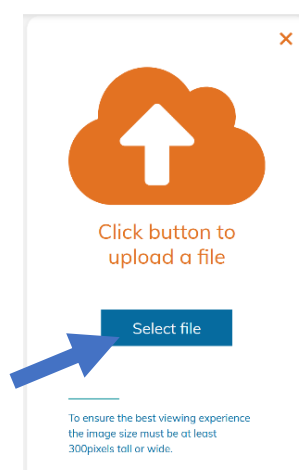 Click button to
upload a file
Select file
To ensure the best viewing experience
the image size must be at least
300pixels tall or wide.